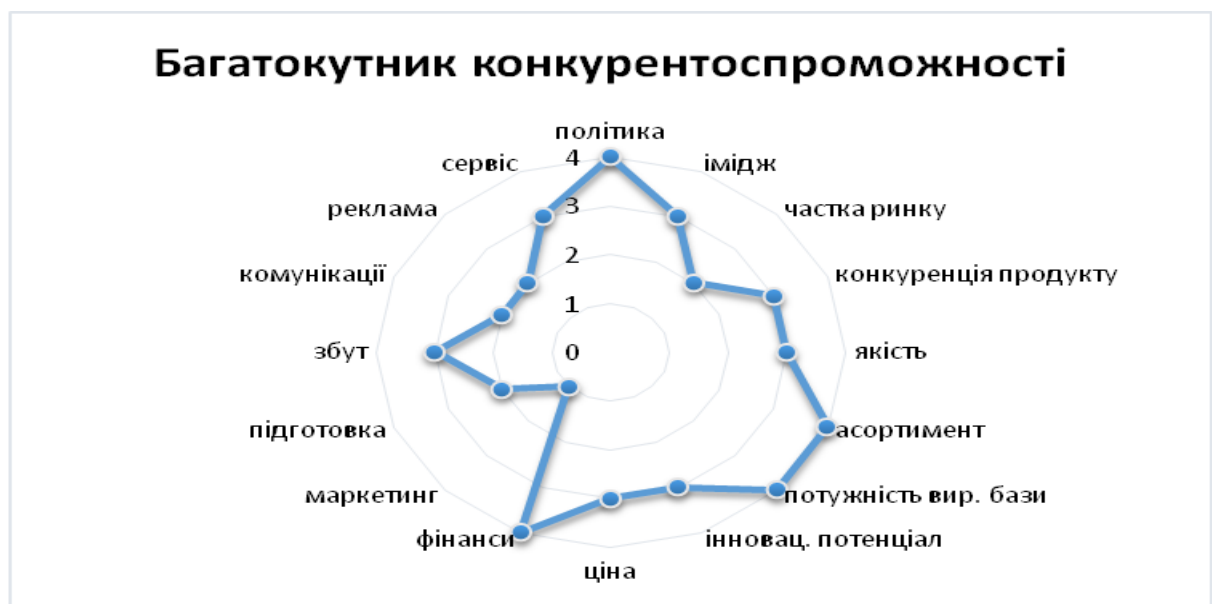 Багатокутник конкурентоспроможності
політика
сервіс
4
імідж
реклама
3
частка ринку
2
комунікації
конкуренція продукту
1
збут
0
якість
підготовка
асортимент
маркетинг
потужність вир. бази
фінанси
інновац. потенціал
ціна